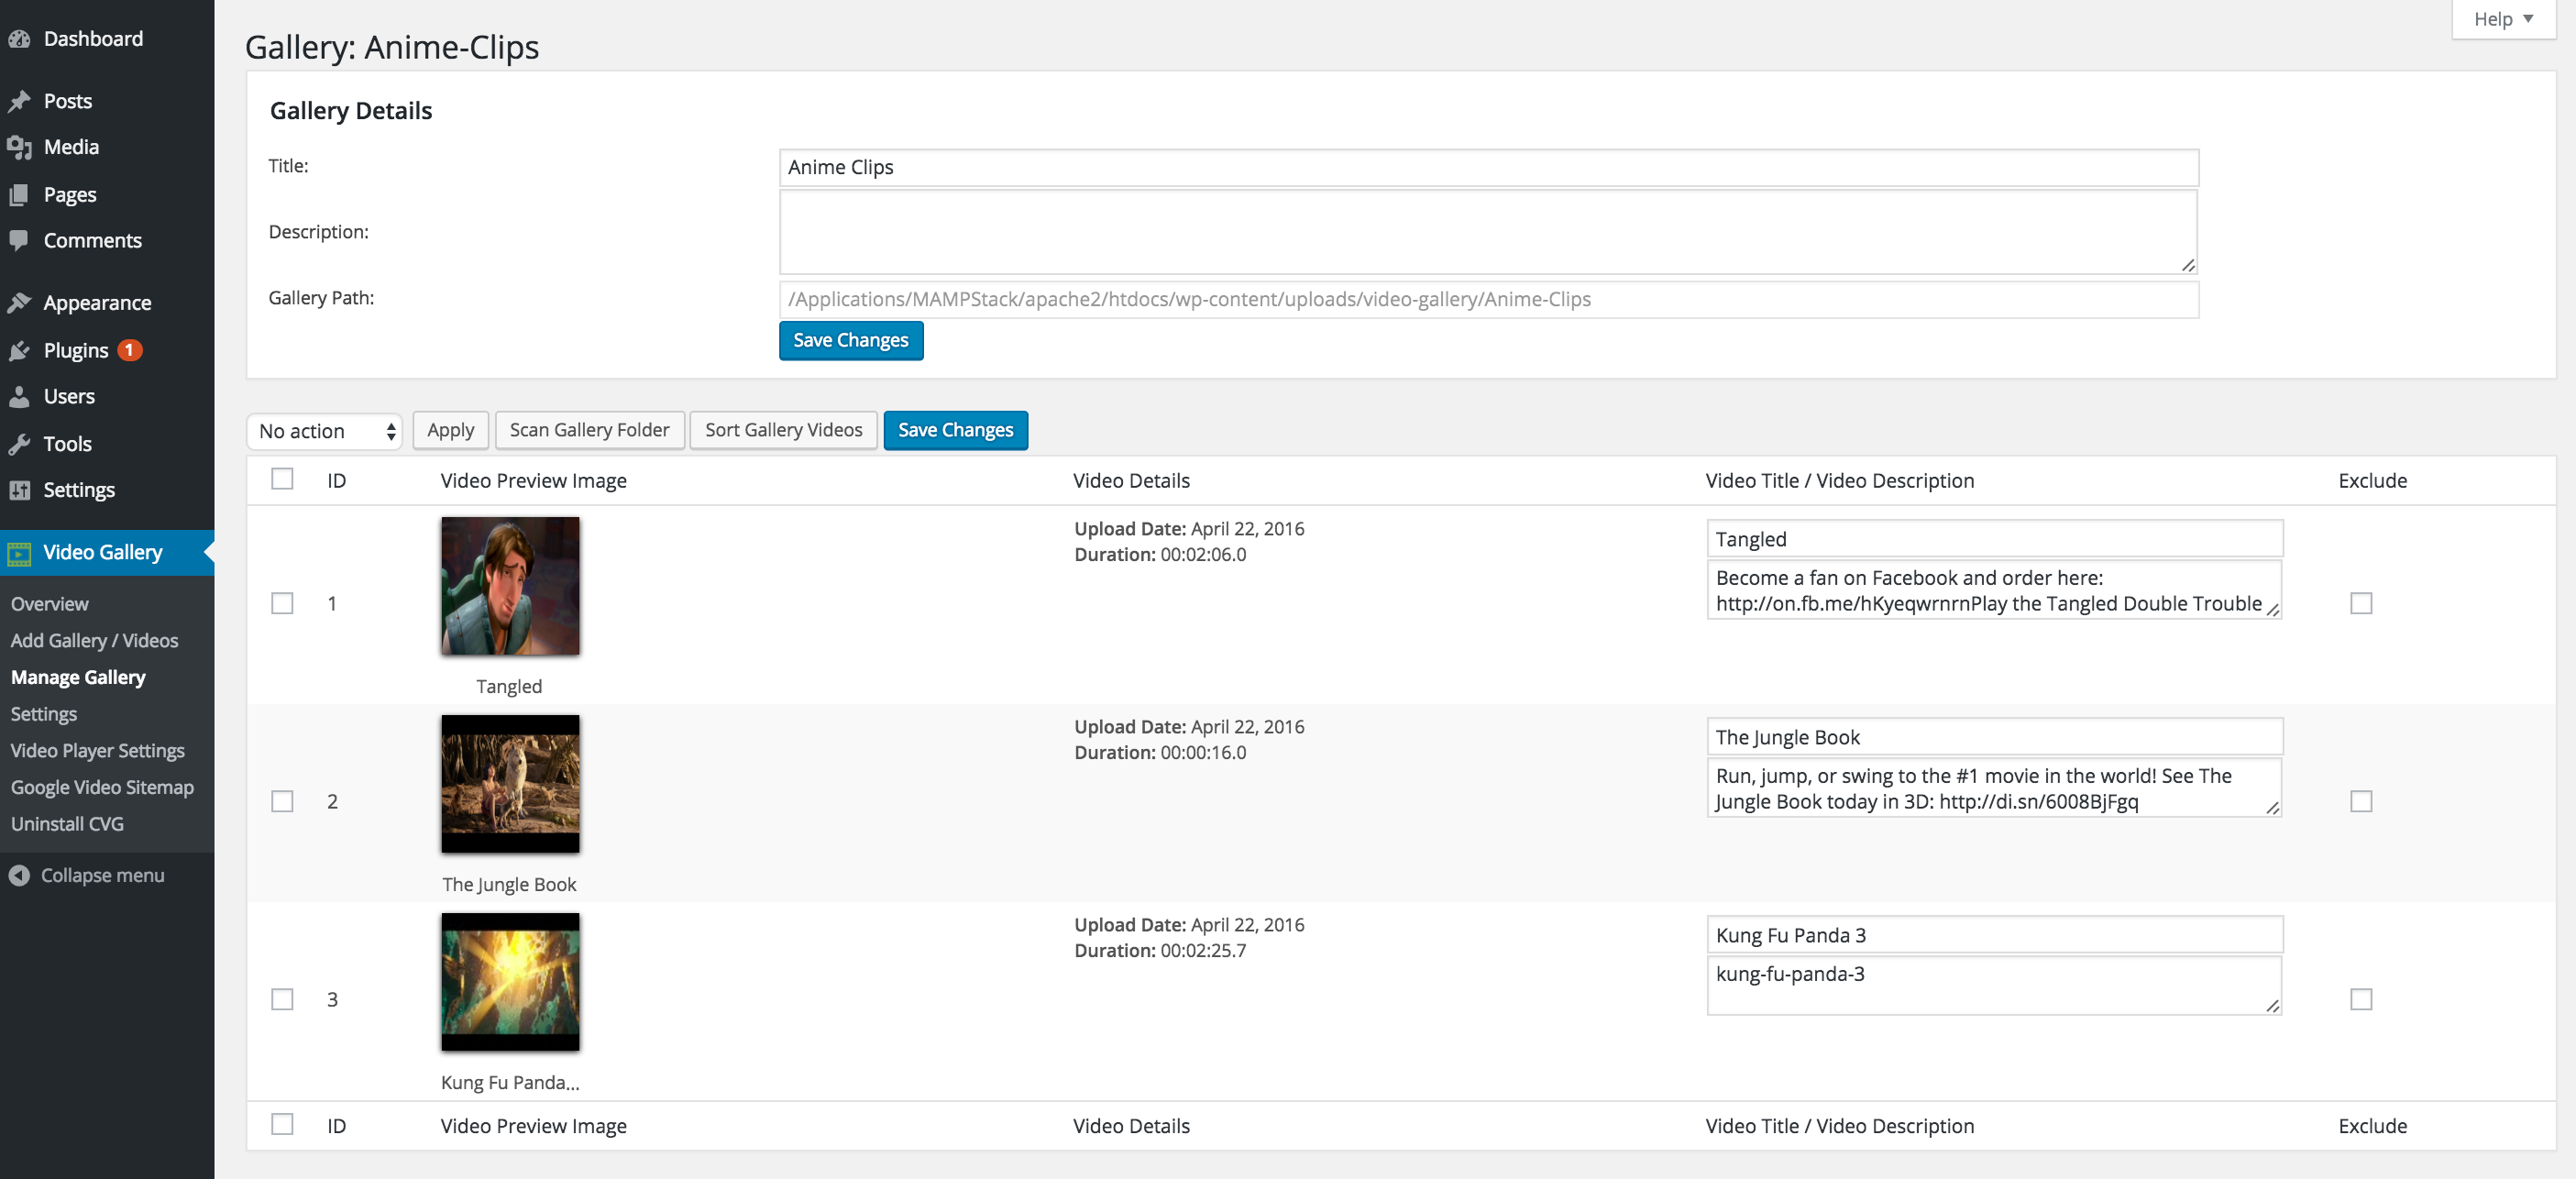 Dashboard
Posts
Media
Pages
Comments
Appearance
Plugins 1
Users
Tools
Settings
Video Gallery
Overview
Add Gallery / Videos
Manage Gallery
Settings
Video Player Settings
Google Video Sitemap
Uninstall CVG
Collapse menu
Help
Gallery: Anime-Clips
Gallery Details
Title: Anime Clips
Description:
Gallery Path: /Applications/MAMPStack/apache2/htdocs/wp-content/uploads/video-gallery/Anime-Clips
Save Changes
No action Apply Scan Gallery Folder Sort Gallery Videos Save Changes
ID Video Preview Image Video Details Video Title / Video Description Exclude
1
Tangled
Upload Date: April 22, 2016
Duration: 00:02:06.0
Tangled
Become a fan on Facebook and order here:
http://on.fb.me/hKyeqwrnrnPlay the Tangled Double Trouble
2
The Jungle Book
Upload Date: April 22, 2016
Duration: 00:00:16.0
The Jungle Book
Run, jump, or swing to the #1 movie in the world! See The
Jungle Book today in 3D: http://di.sn/6008BjFgq
3
Kung Fu Panda...
Upload Date: April 22, 2016
Duration: 00:02:25.7
Kung Fu Panda 3
kung-fu-panda-3
ID Video Preview Image Video Details Video Title / Video Description Exclude